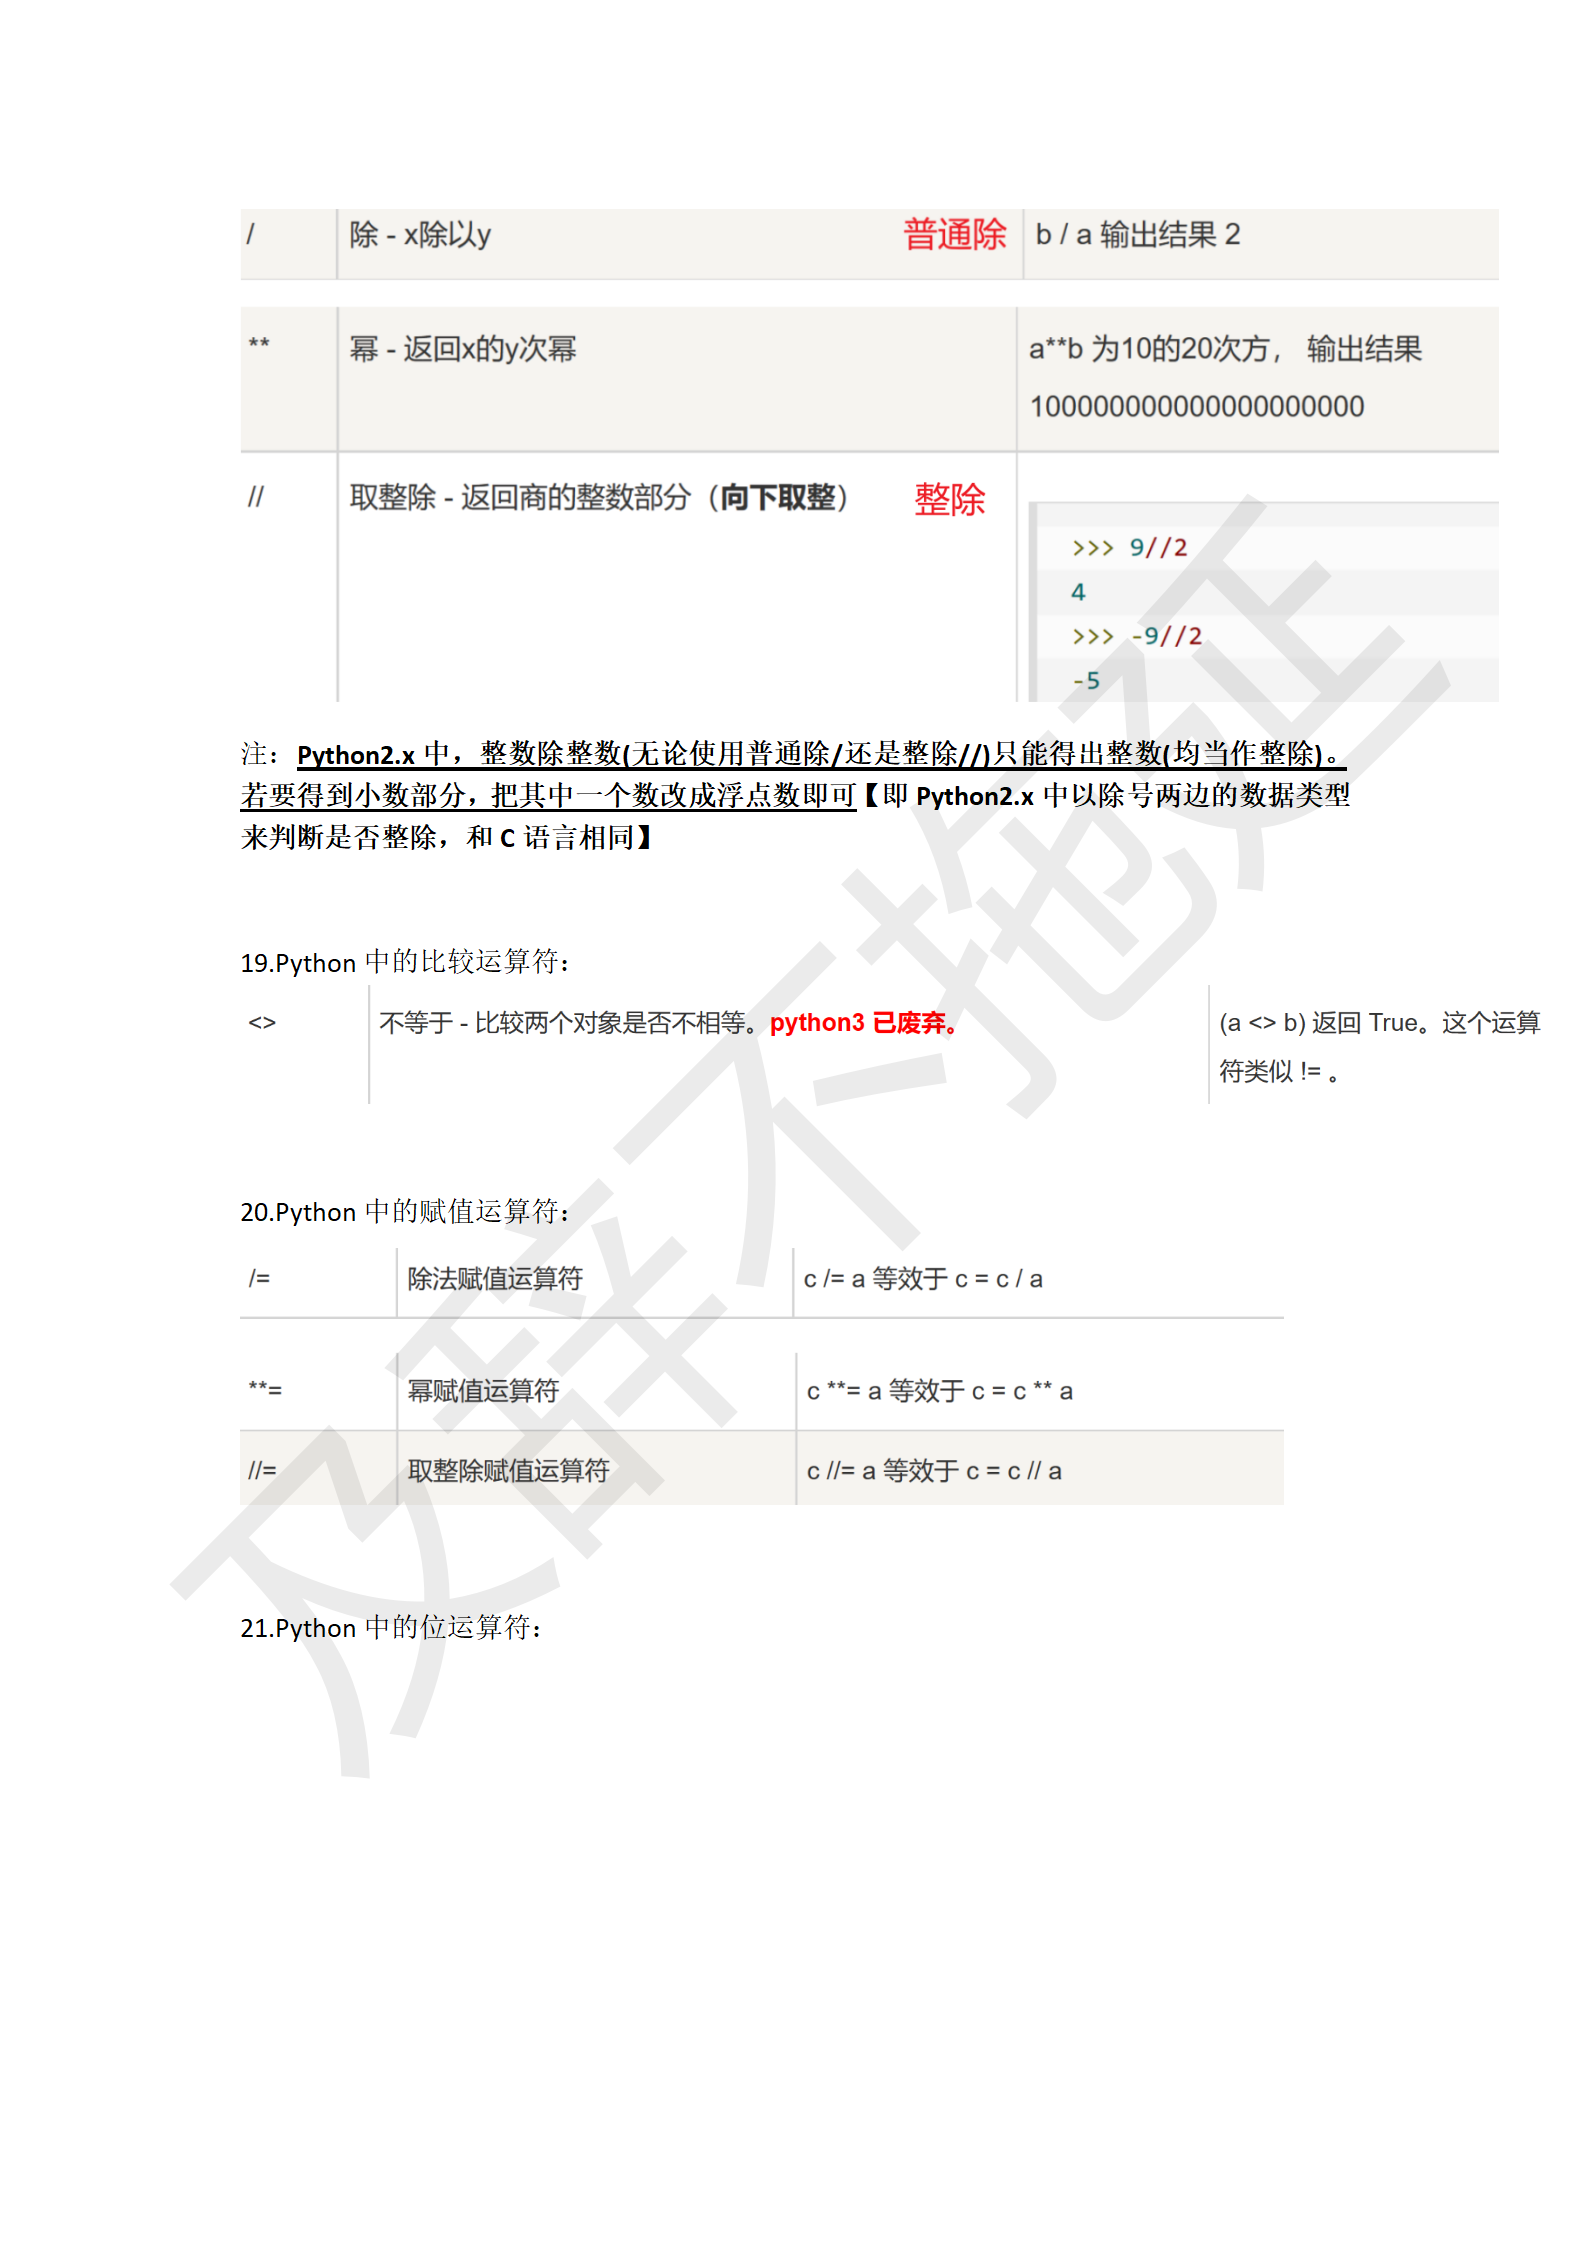 / 除 - x除以y 普通除 b / a 输出结果 2
** 幂 - 返回x的y次幂 a**b 为10的20次方， 输出结果
100000000000000000000
// 取整除 - 返回商的整数部分（向下取整） 整除
>>> 9//2
4
>>> -9//2
-5
注：Python2.x 中，整数除整数(无论使用普通除/还是整除//)只能得出整数(均当作整除)。
若要得到小数部分，把其中一个数改成浮点数即可【即 Python2.x 中以除号两边的数据类型
来判断是否整除，和 C 语言相同】
19.Python 中的比较运算符：
<> 不等于 - 比较两个对象是否不相等。python3 已废弃。 (a <> b) 返回 True。这个运算
符类似 != 。
20.Python 中的赋值运算符：
/= 除法赋值运算符 c /= a 等效于 c = c / a
**= 幂赋值运算符 c **= a 等效于 c = c ** a
//= 取整除赋值运算符 c //= a 等效于 c = c // a
21.Python 中的位运算符：
及辞不拖延